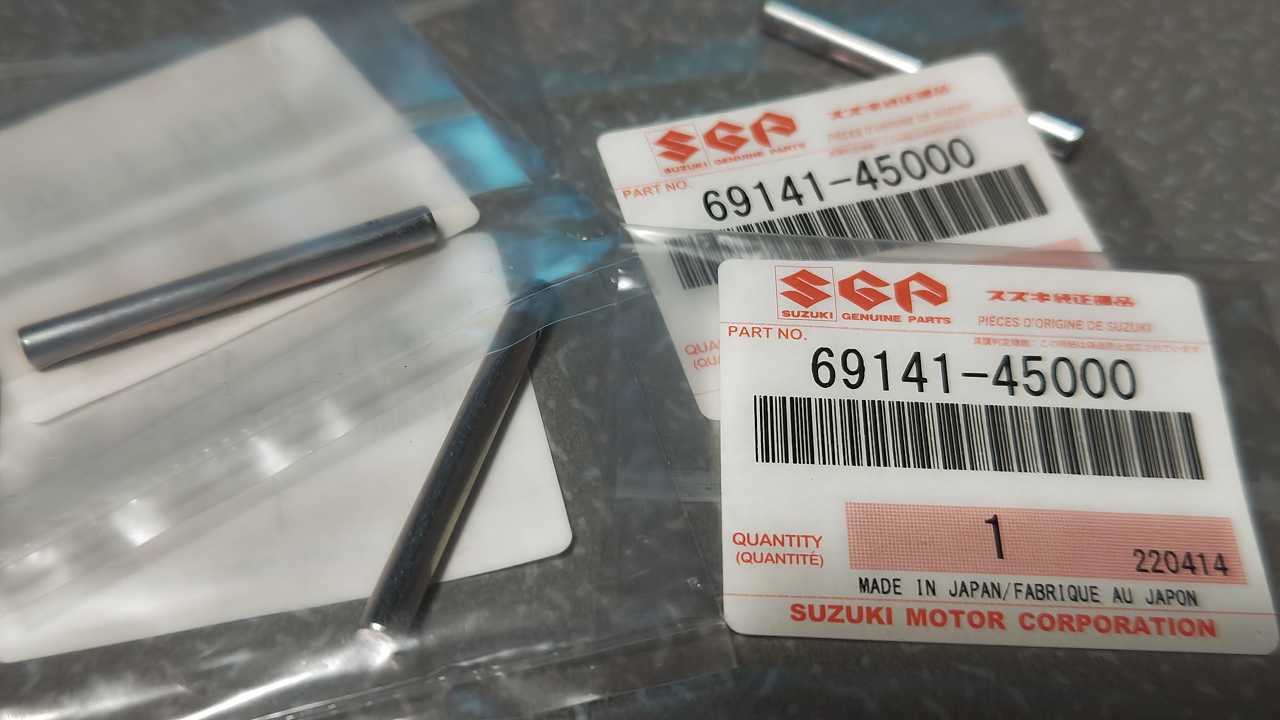 SGP
スズキ純正部品
SUZUKI GENUINE PARTS
PIÈCES D'ORIGINE DE SUZUKI
PART NO.
69141-45000
SGP
スズキ純正部品
SUZUKI GENUINE PARTS
PIÈCES D'ORIGINE DE SUZUKI
PART NO.
69141-45000
QUANTITY
(QUANTITÉ)
1
220414
MADE IN JAPAN/FABRIQUE AU JAPON
SUZUKI MOTOR CORPORATION